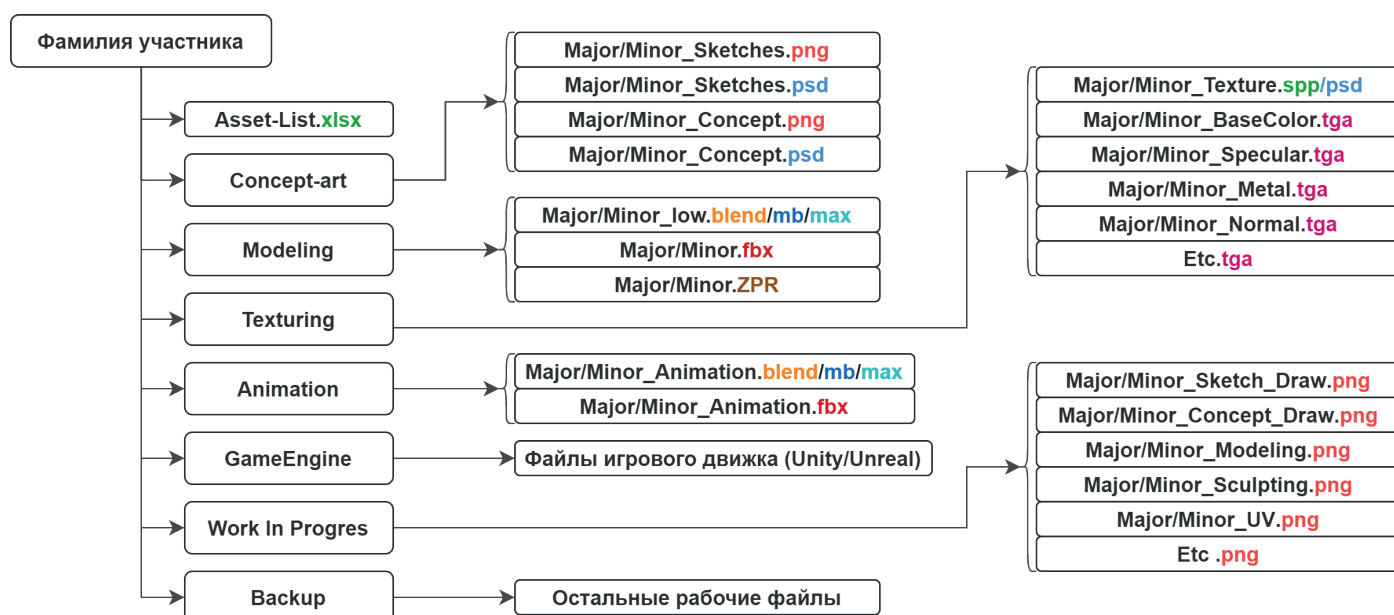 Фамилия участника
Asset-List.xlsx
Concept-art
Major/Minor_Sketches.png
Major/Minor_Sketches.psd
Major/Minor_Concept.png
Major/Minor_Concept.psd
Modeling
Major/Minor_low.blend/mb/max
Major/Minor.fbx
Major/Minor.ZPR
Texturing
Major/Minor_Texture.spp/psd
Major/Minor_BaseColor.tga
Major/Minor_Specular.tga
Major/Minor_Metal.tga
Major/Minor_Normal.tga
Etc.tga
Animation
Major/Minor_Animation.blend/mb/max
Major/Minor_Animation.fbx
GameEngine
Файлы игрового движка (Unity/Unreal)
Work In Progres
Major/Minor_Sketch_Draw.png
Major/Minor_Concept_Draw.png
Major/Minor_Modeling.png
Major/Minor_Sculpting.png
Major/Minor_UV.png
Etc .png
Backup
Остальные рабочие файлы